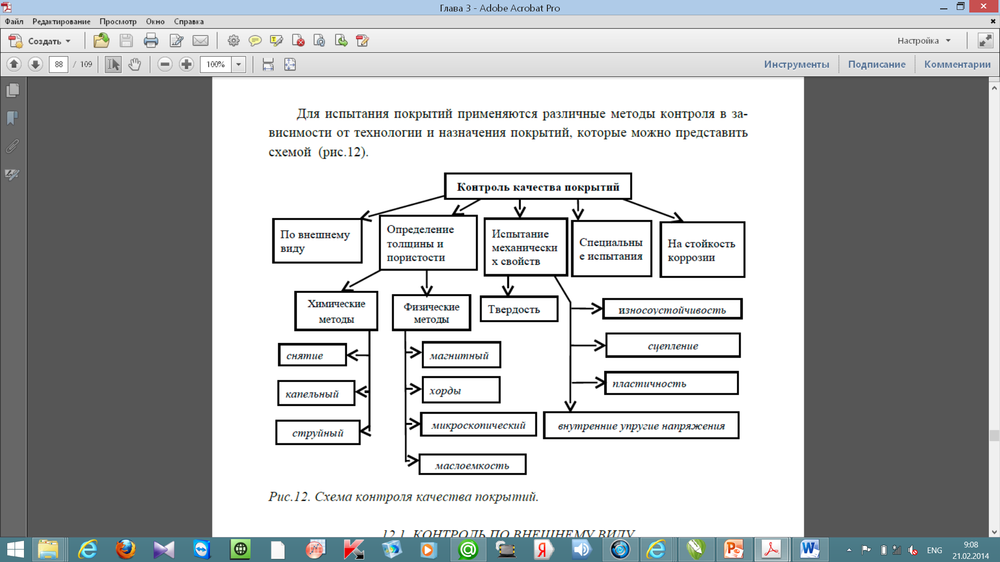 Глава 3 - Adobe Acrobat Pro
Файл Редактирование Просмотр Окно Справка
Создать
Настройка
88 / 109
100%
Инструменты Подписание Комментарии
Для испытания покрытий применяются различные методы контроля в за-
висимости от технологии и назначения покрытий, которые можно представить
схемой (рис.12).
Контроль качества покрытий
По внешнему
виду
Определение
толщины и
пористости
Испытание
механически
х свойств
Специальны
е испытания
На стойкость
коррозии
Химические
методы
Физические
методы
Твердость
износоустойчивость
снятие
магнитный
сцепление
капельный
хорды
пластичность
струйный
микроскопический
внутренние упругие напряжения
маслоемкость
Рис.12. Схема контроля качества покрытий.
12.1. КОНТРОЛЬ ПО ВНЕШНЕМУ ВИДУ
ENG
9:08
21.02.2014